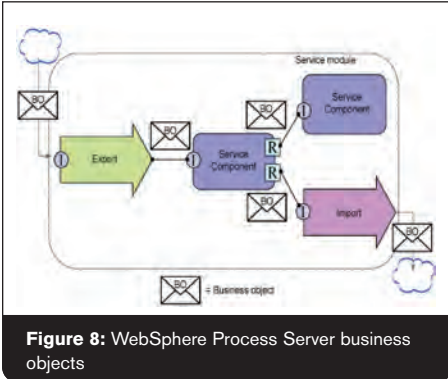 Service module
BO
BO
BO
Service
Component
I
Export
I
I
Service
Component
R
R
BO
I
Import
BO
BO
= Business object
Figure 8: WebSphere Process Server business
objects